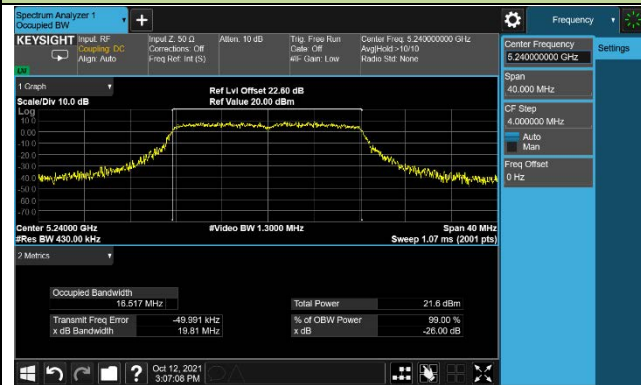 Spectrum Analyzer 1
Occupied BW
+
Frequency
KEYSIGHT
Input: RF
Coupling: DC
Align: Auto
Input Z: 50 Ω
Corrections: Off
Freq Ref: Int (S)
Atten: 10 dB
Trig: Free Run
Gate: Off
#IF Gain: Low
Center Freq: 5.240000000 GHz
Avg|Hold:>10/10
Radio Std: None
Center Frequency
5.240000000 GHz
Settings
Span
40.000 MHz
CF Step
4.000000 MHz
Auto
Man
Freq Offset
0 Hz
1 Graph
Scale/Div 10.0 dB
Ref Lvl Offset 22.60 dB
Ref Value 20.00 dBm
Log
10.0
0.00
-10.0
-20.0
-30.0
-40.0
-50.0
-60.0
-70.0
Center 5.24000 GHz
#Res BW 430.00 kHz
#Video BW 1.3000 MHz
Span 40 MHz
Sweep 1.07 ms (2001 pts)
2 Metrics
Occupied Bandwidth
16.517 MHz
Total Power
21.6 dBm
Transmit Freq Error
-49.991 kHz
% of OBW Power
99.00 %
x dB Bandwidth
19.81 MHz
x dB
-26.00 dB
?
Oct 12, 2021
3:07:08 PM